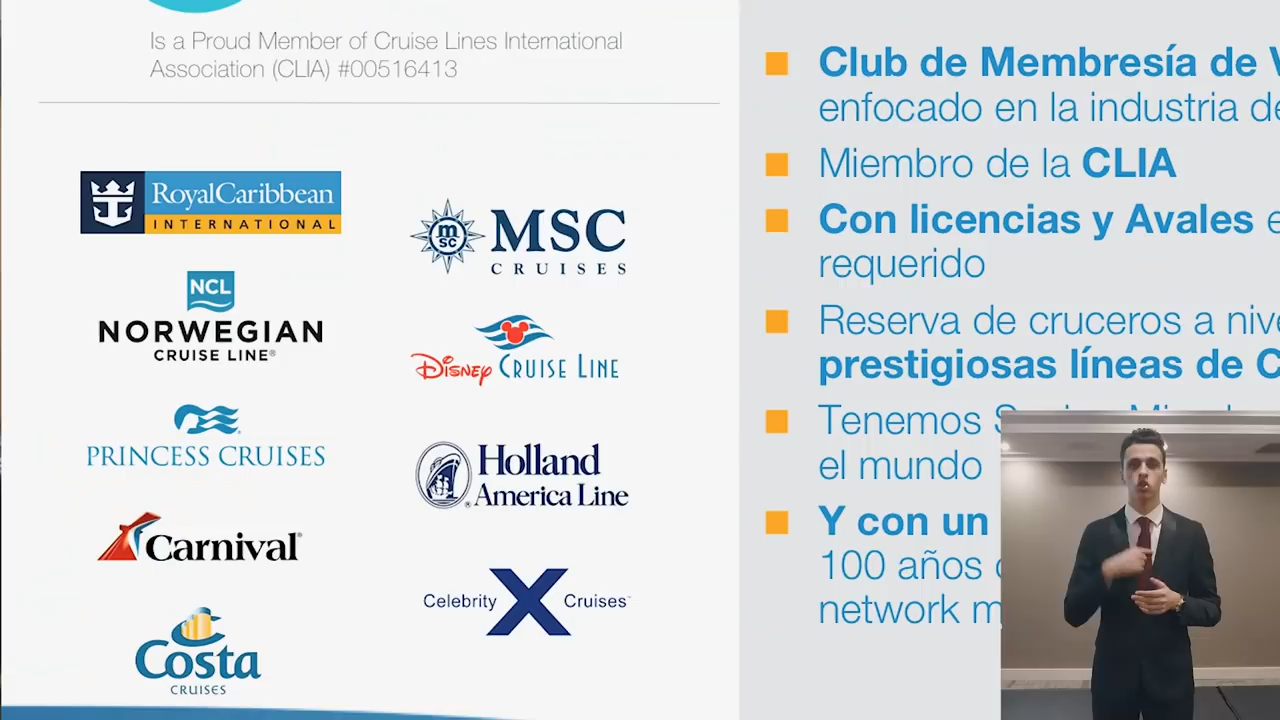 Is a Proud Member of Cruise Lines International
Association (CLIA) #00516413
RoyalCaribbean
INTERNATIONAL
NCL
NORWEGIAN
CRUISE LINE®
PRINCESS CRUISES
Carnival®
Costa
CRUISES
msc
MSC
CRUISES
Disney CRUISE LINE
Holland
America Line
Celebrity X Cruises
Club de Membresía de
enfocado en la industria
Miembro de la CLIA
Con licencias y Avales
requerido
Reserva de cruceros a
prestigiosas líneas de
Tenemos
el mundo
Y con un
100 años
network